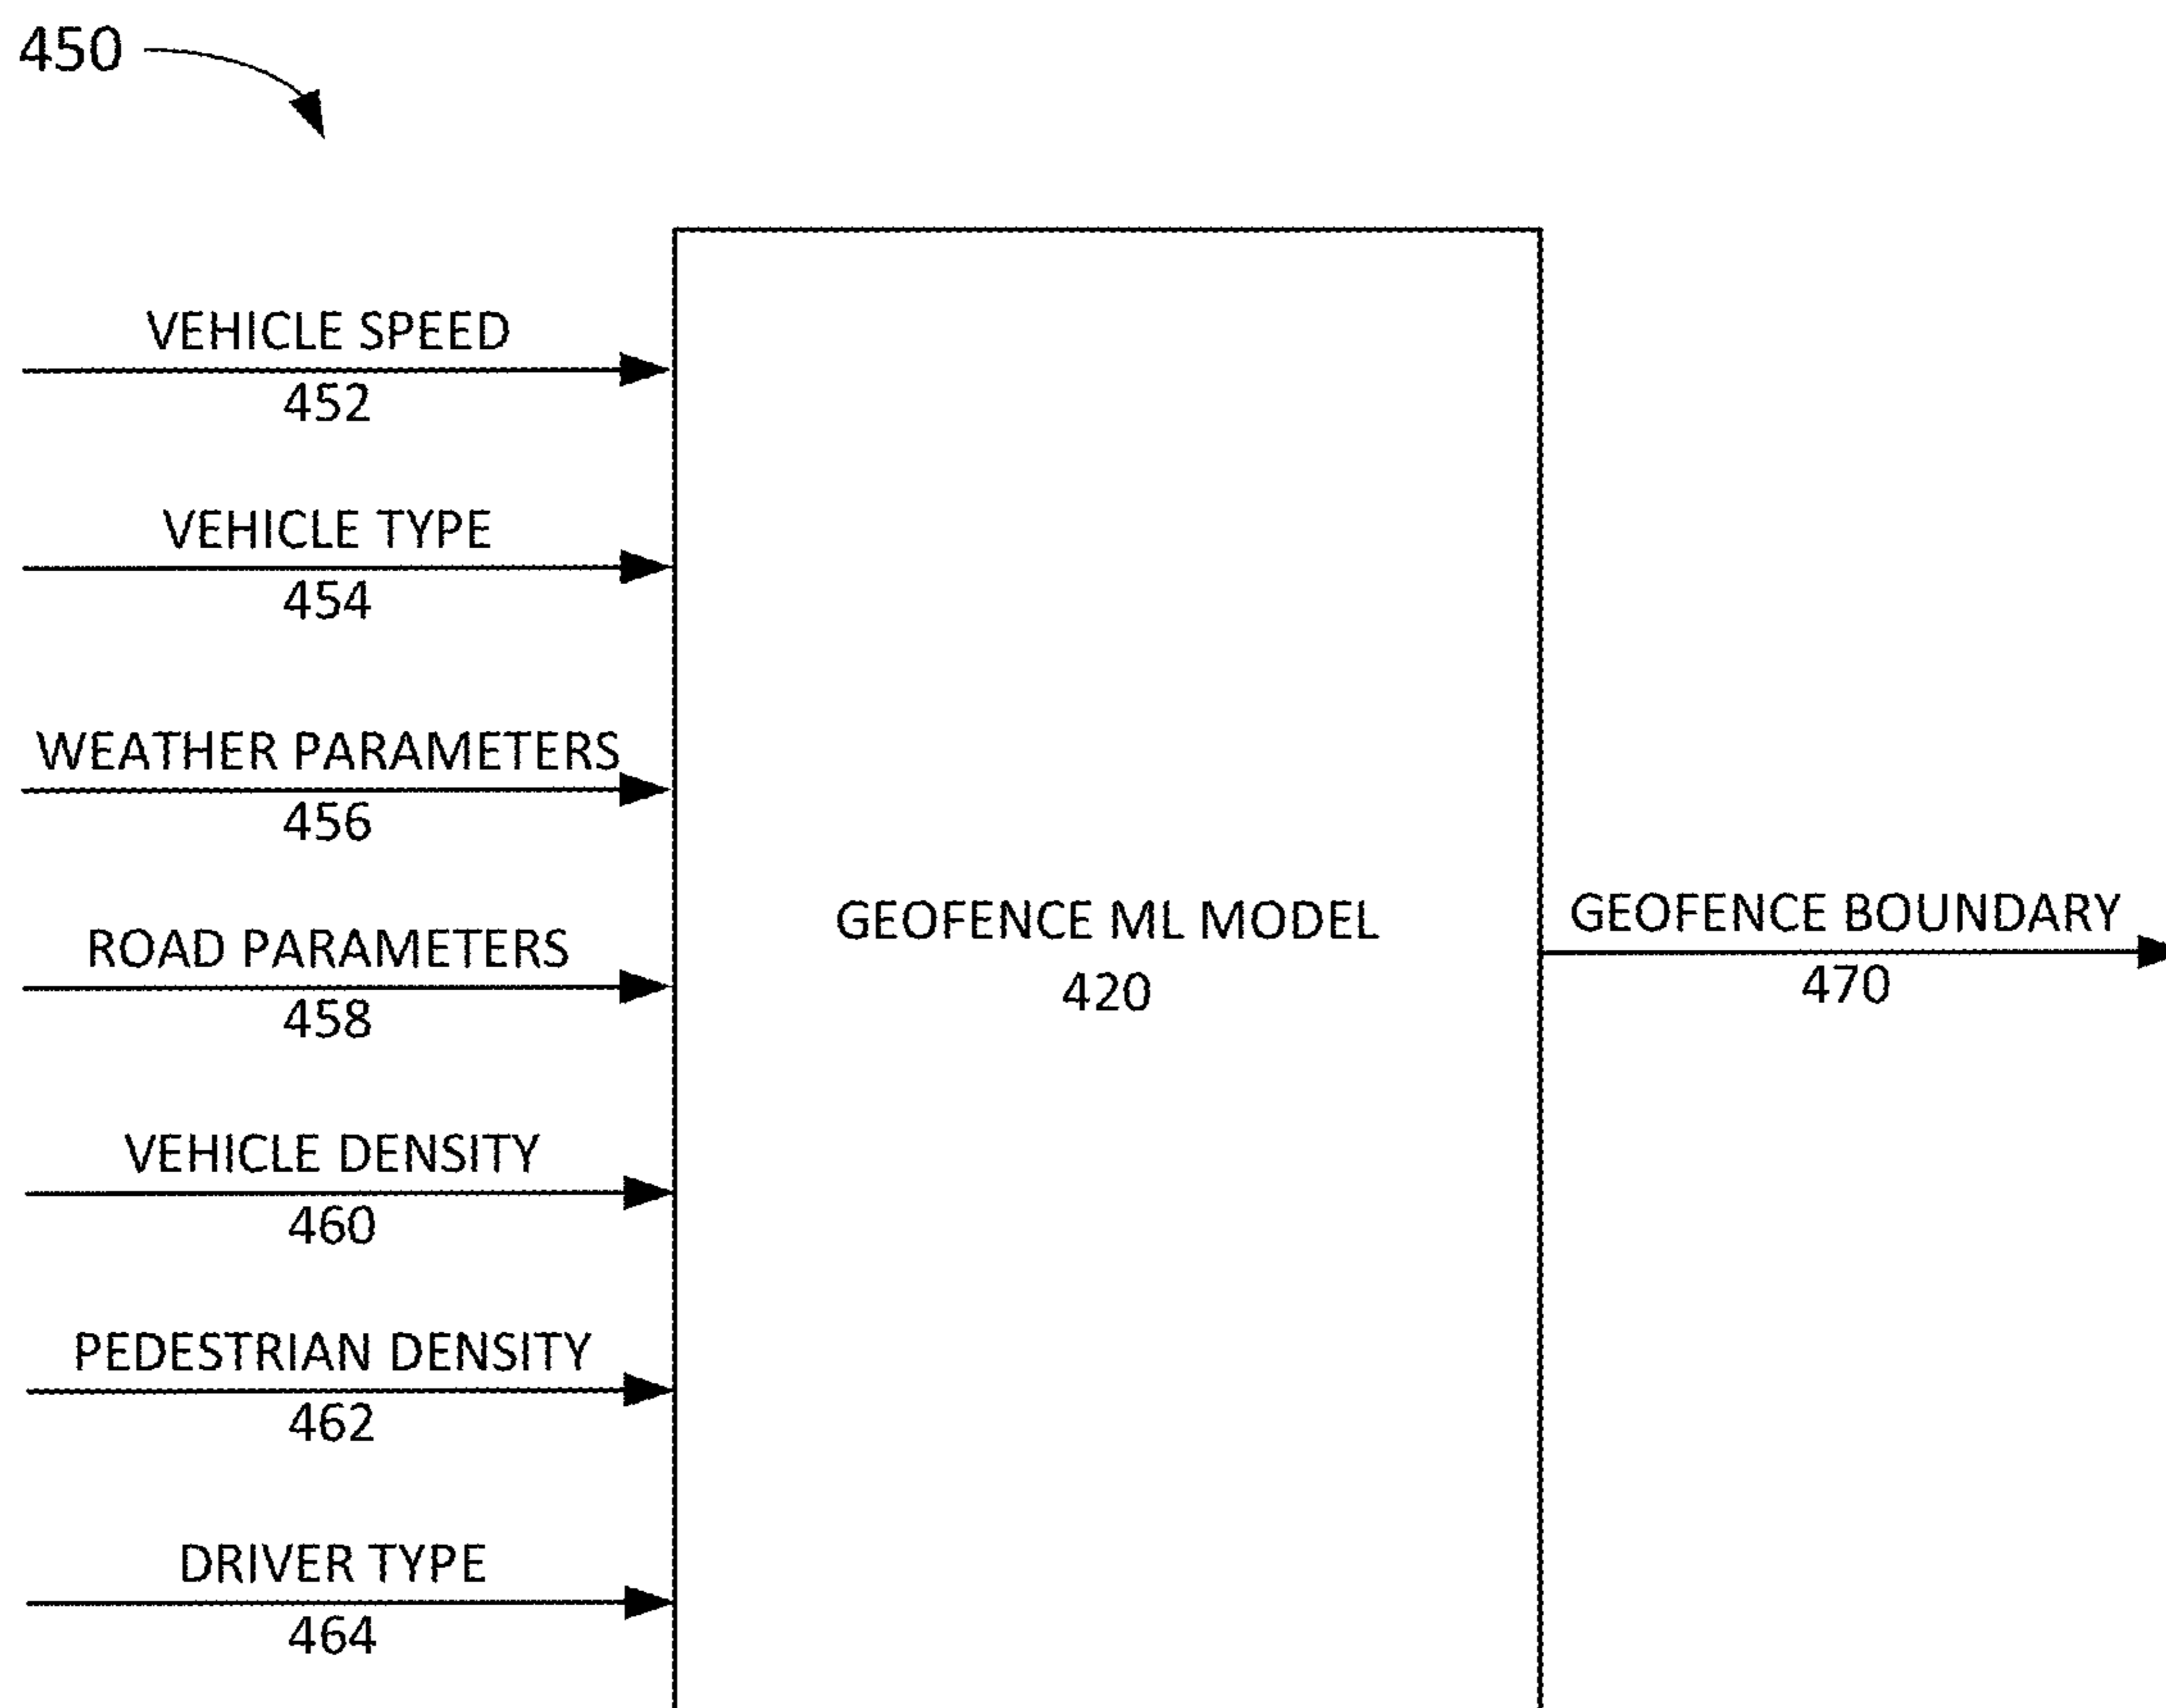 450
VEHICLE SPEED
452
VEHICLE TYPE
454
WEATHER PARAMETERS
456
ROAD PARAMETERS
458
VEHICLE DENSITY
460
PEDESTRIAN DENSITY
462
DRIVER TYPE
464
GEOFENCE ML MODEL
420
GEOFENCE BOUNDARY
470